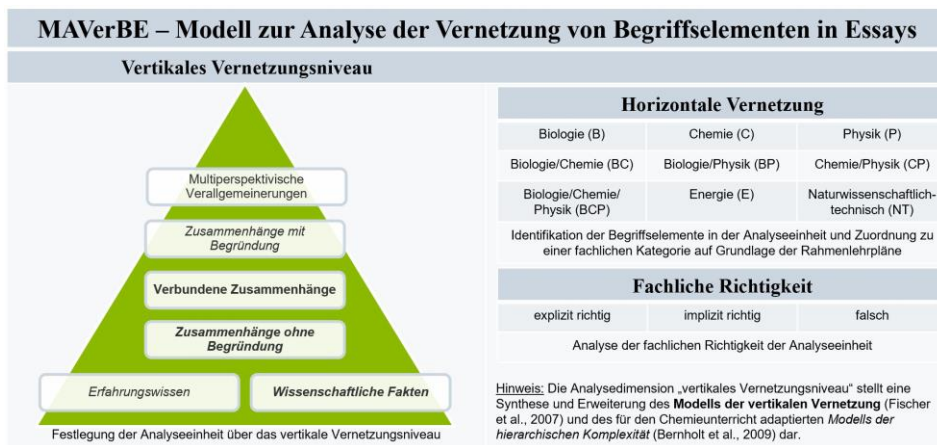 MAVerBE – Modell zur Analyse der Vernetzung von Begriffselementen in Essays
Vertikales Vernetzungsniveau
Multiperspektivische
Verallgemeinerungen
Zusammenhänge mit
Begründung
Verbundene Zusammenhänge
Zusammenhänge ohne
Begründung
Erfahrungswissen
Wissenschaftliche Fakten
Festlegung der Analyseeinheit über das vertikale Vernetzungsniveau
Horizontale Vernetzung
Biologie (B)
Chemie (C)
Physik (P)
Biologie/Chemie (BC)
Biologie/Physik (BP)
Chemie/Physik (CP)
Biologie/Chemie/
Physik (BCP)
Energie (E)
Naturwissenschaftlich-
technisch (NT)
Identifikation der Begriffselemente in der Analyseeinheit und Zuordnung zu
einer fachlichen Kategorie auf Grundlage der Rahmenlehrpläne
Fachliche Richtigkeit
explizit richtig
implizit richtig
falsch
Analyse der fachlichen Richtigkeit der Analyseeinheit
Hinweis: Die Analysedimension „vertikales Vernetzungsniveau“ stellt eine
Synthese und Erweiterung des Modells der vertikalen Vernetzung (Fischer
et al., 2007) und des für den Chemieunterricht adaptierten Modells der
hierarchischen Komplexität (Bernholt et al., 2009) dar.